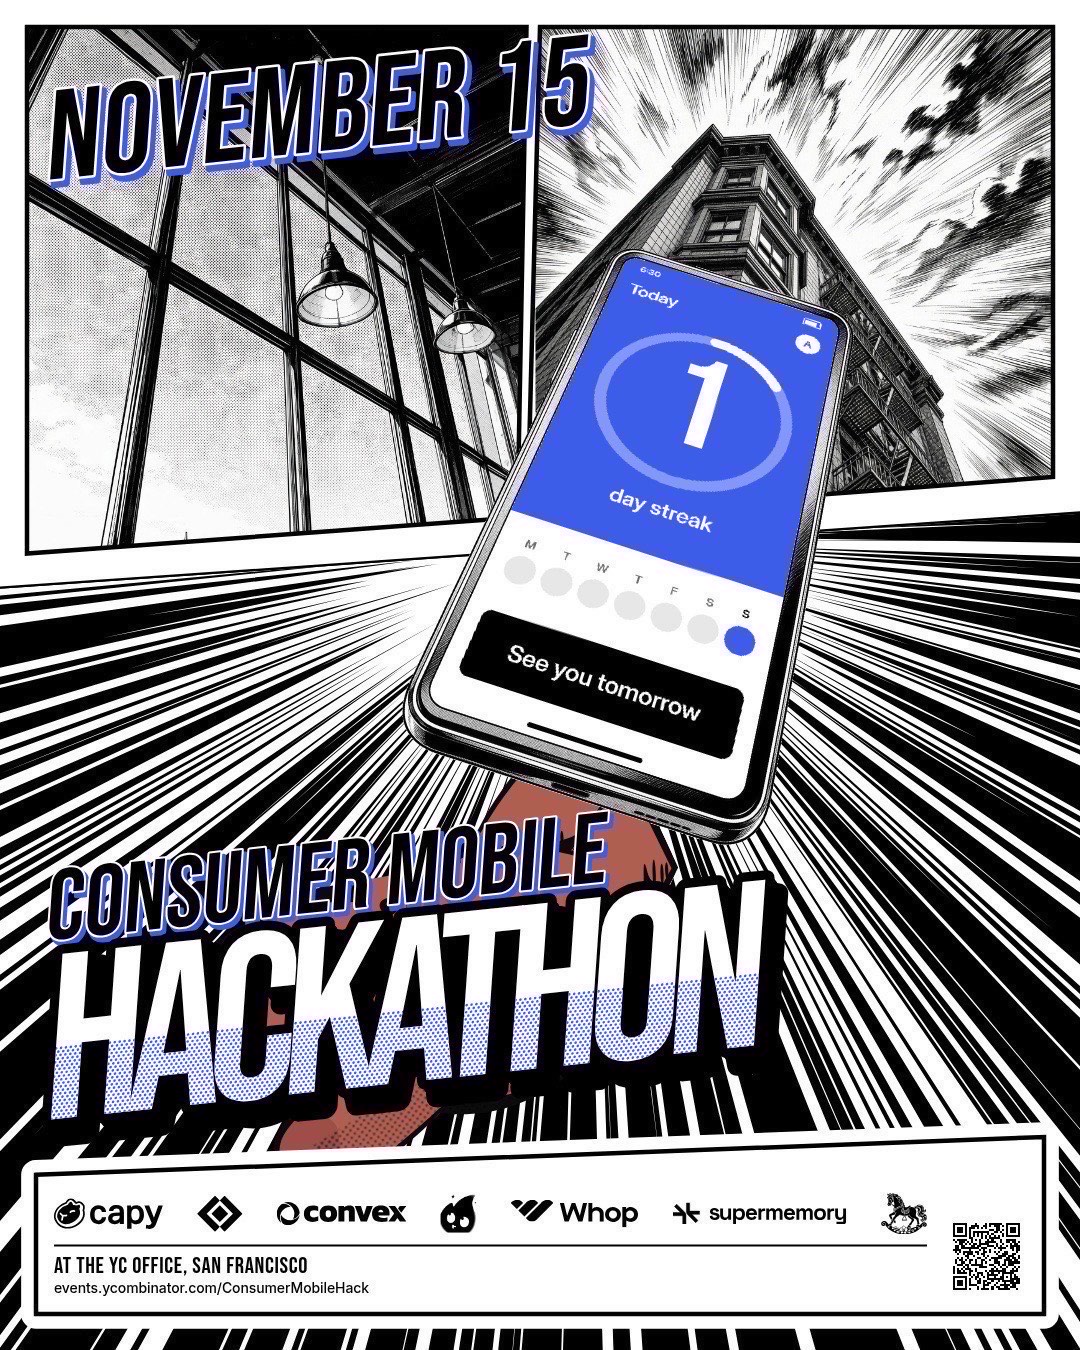 NOVEMBER 15
6:30
Today
A
1
day streak
M T W T F S S
See you tomorrow
CONSUMER MOBILE
HACKATHON
capy convex Whop supermemory
AT THE YC OFFICE, SAN FRANCISCO
events.ycombinator.com/ConsumerMobileHack